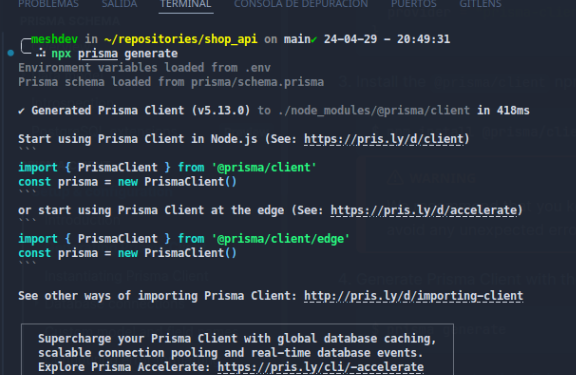 PROBLEMAS SALIDA TERMINAL CONSOLA DE DEPURACIÓN PUERTOS GITLENS
meshdev in ~/repositories/shop_api on main✔ 24-04-29 - 20:49:31
npx prisma generate
Environment variables loaded from .env
Prisma schema loaded from prisma/schema.prisma
✔ Generated Prisma Client (v5.13.0) to ./node_modules/@prisma/client in 418ms
Start using Prisma Client in Node.js (See: https://pris.ly/d/client)
```
import { PrismaClient } from '@prisma/client'
const prisma = new PrismaClient()
```
or start using Prisma Client at the edge (See: https://pris.ly/d/accelerate)
```
import { PrismaClient } from '@prisma/client/edge'
const prisma = new PrismaClient()
```
See other ways of importing Prisma Client: http://pris.ly/d/importing-client
Supercharge your Prisma Client with global database caching,
scalable connection pooling and real-time database events.
Explore Prisma Accelerate: https://pris.ly/cli/-accelerate